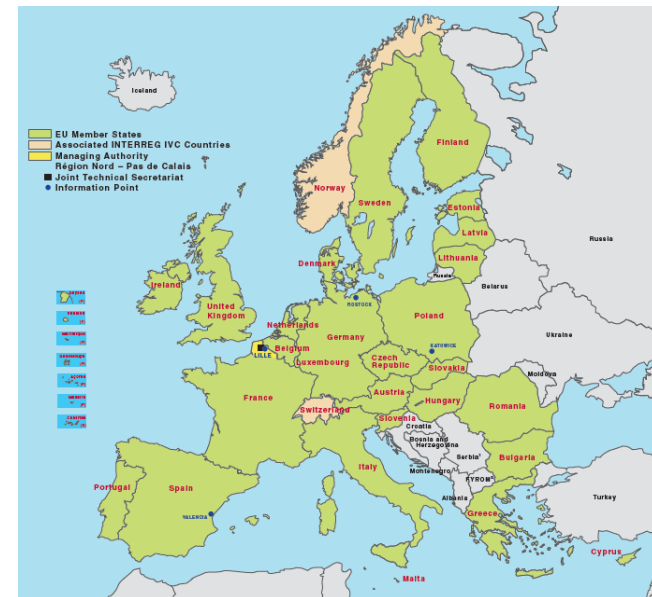 Iceland
EU Member States
Associated INTERREG IVC Countries
Managing Authority
Région Nord – Pas de Calais
Joint Technical Secretariat
Information Point
Norway
Sweden
Finland
Estonia
Latvia
Lithuania
Russia
Russia
Belarus
Ukraine
Moldova
Denmark
Ireland
United
Kingdom
Netherlands
Belgium
Luxembourg
LILLE
ROSTOCK
Germany
Poland
KATOWICE
Czech
Republic
Slovakia
Austria
Hungary
Romania
France
Switzerland
Slovenia
Croatia
Bosnia and
Herzegovina
Serbia¹
Montenegro
FYROM²
Albania
Bulgaria
Italy
Portugal
Spain
VALENCIA
Greece
Turkey
Cyprus
Malta